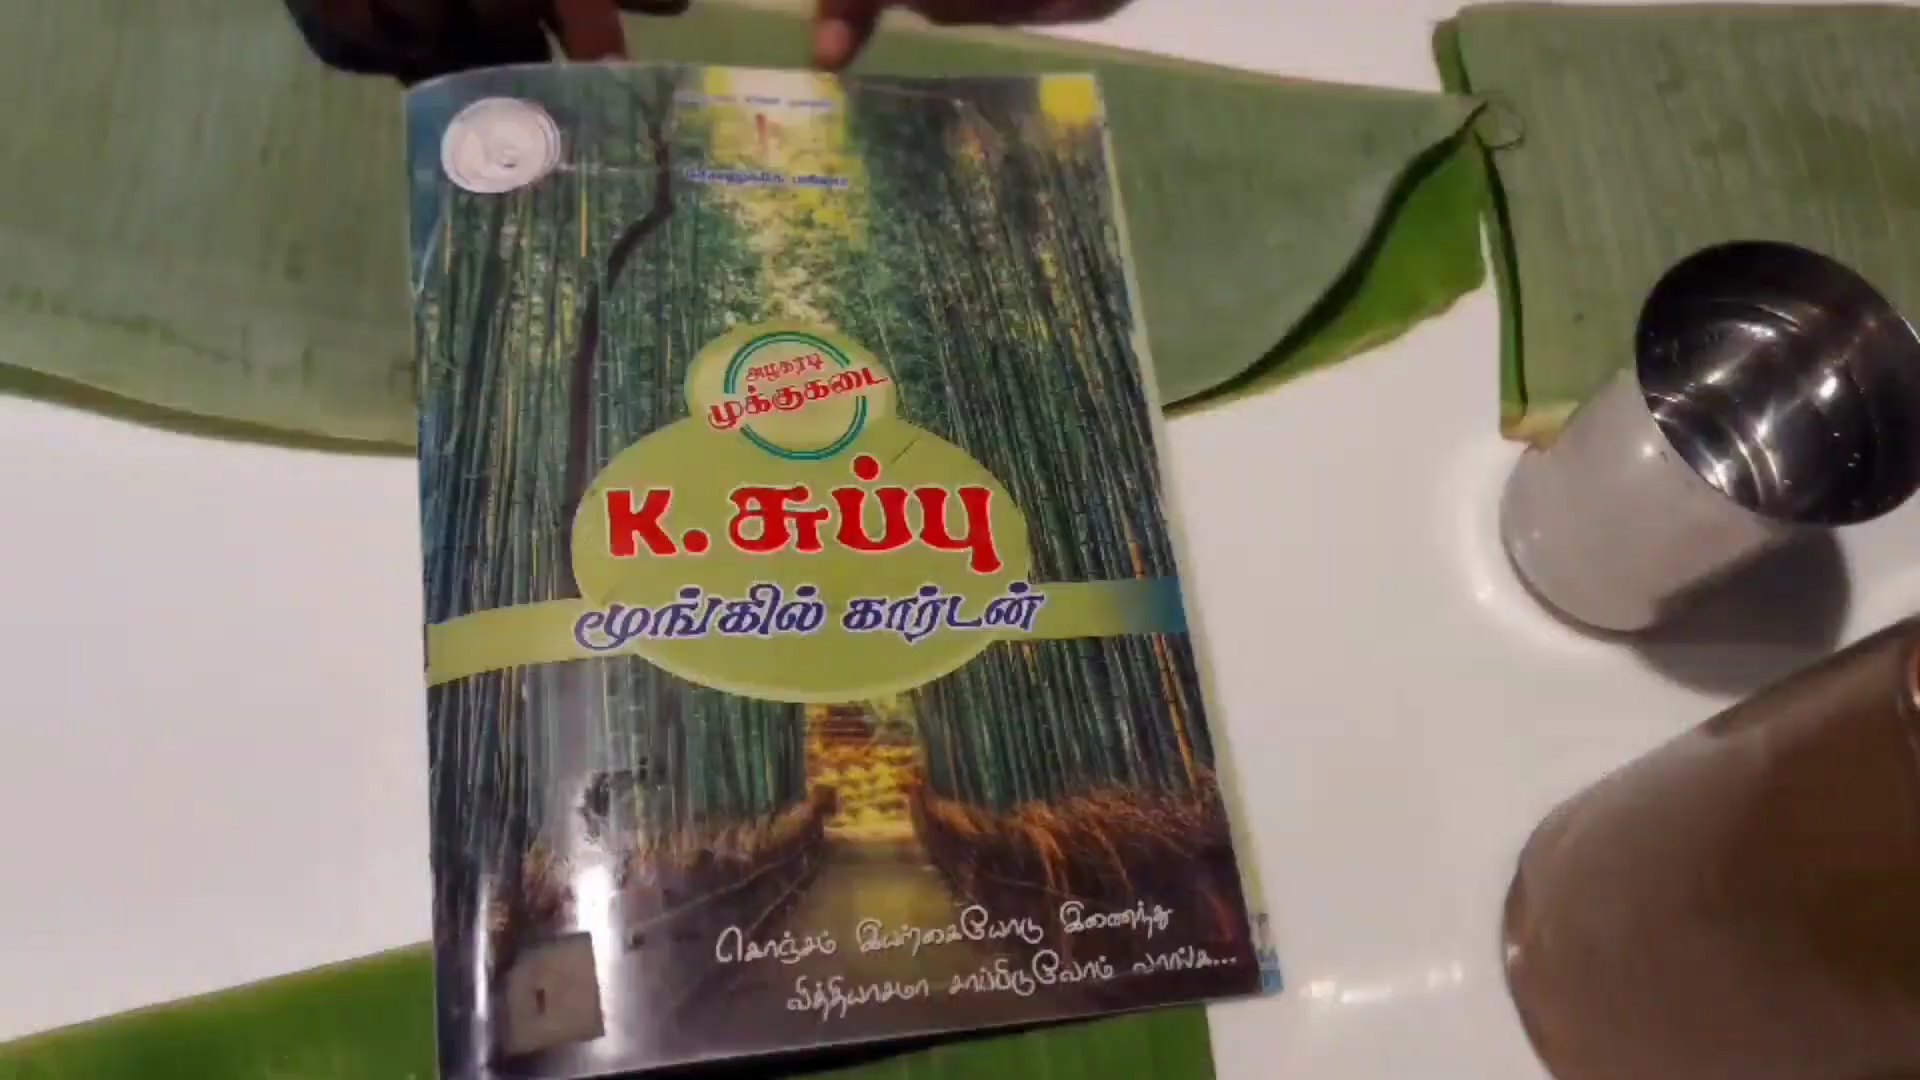 அழகரடி
முக்குகடை
K. சுப்பு
மூங்கில் கார்டன்
கொஞ்சம் இயற்கையோடு இணைந்து
வித்தியாசமா சாப்பிடுவோம் வாங்க...